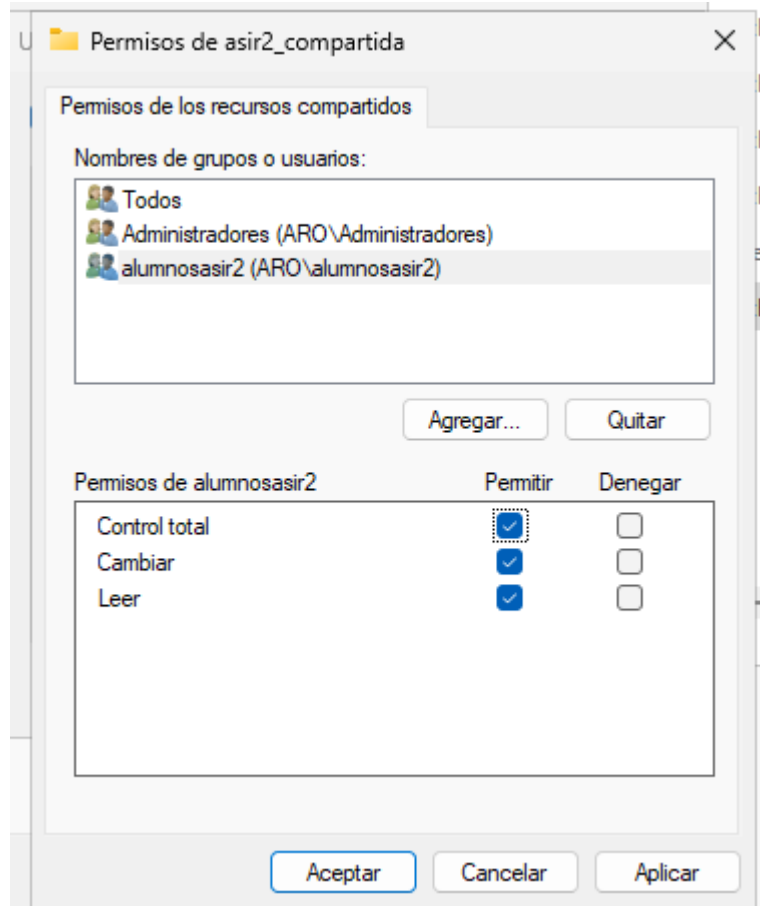 Permisos de asir2_compartida
Permisos de los recursos compartidos
Nombres de grupos o usuarios:
Todos
Administradores (ARO\Administradores)
alumnosasir2 (ARO\alumnosasir2)
Agregar... Quitar
Permisos de alumnosasir2 Permitir Denegar
Control total
Cambiar
Leer
Aceptar Cancelar Aplicar